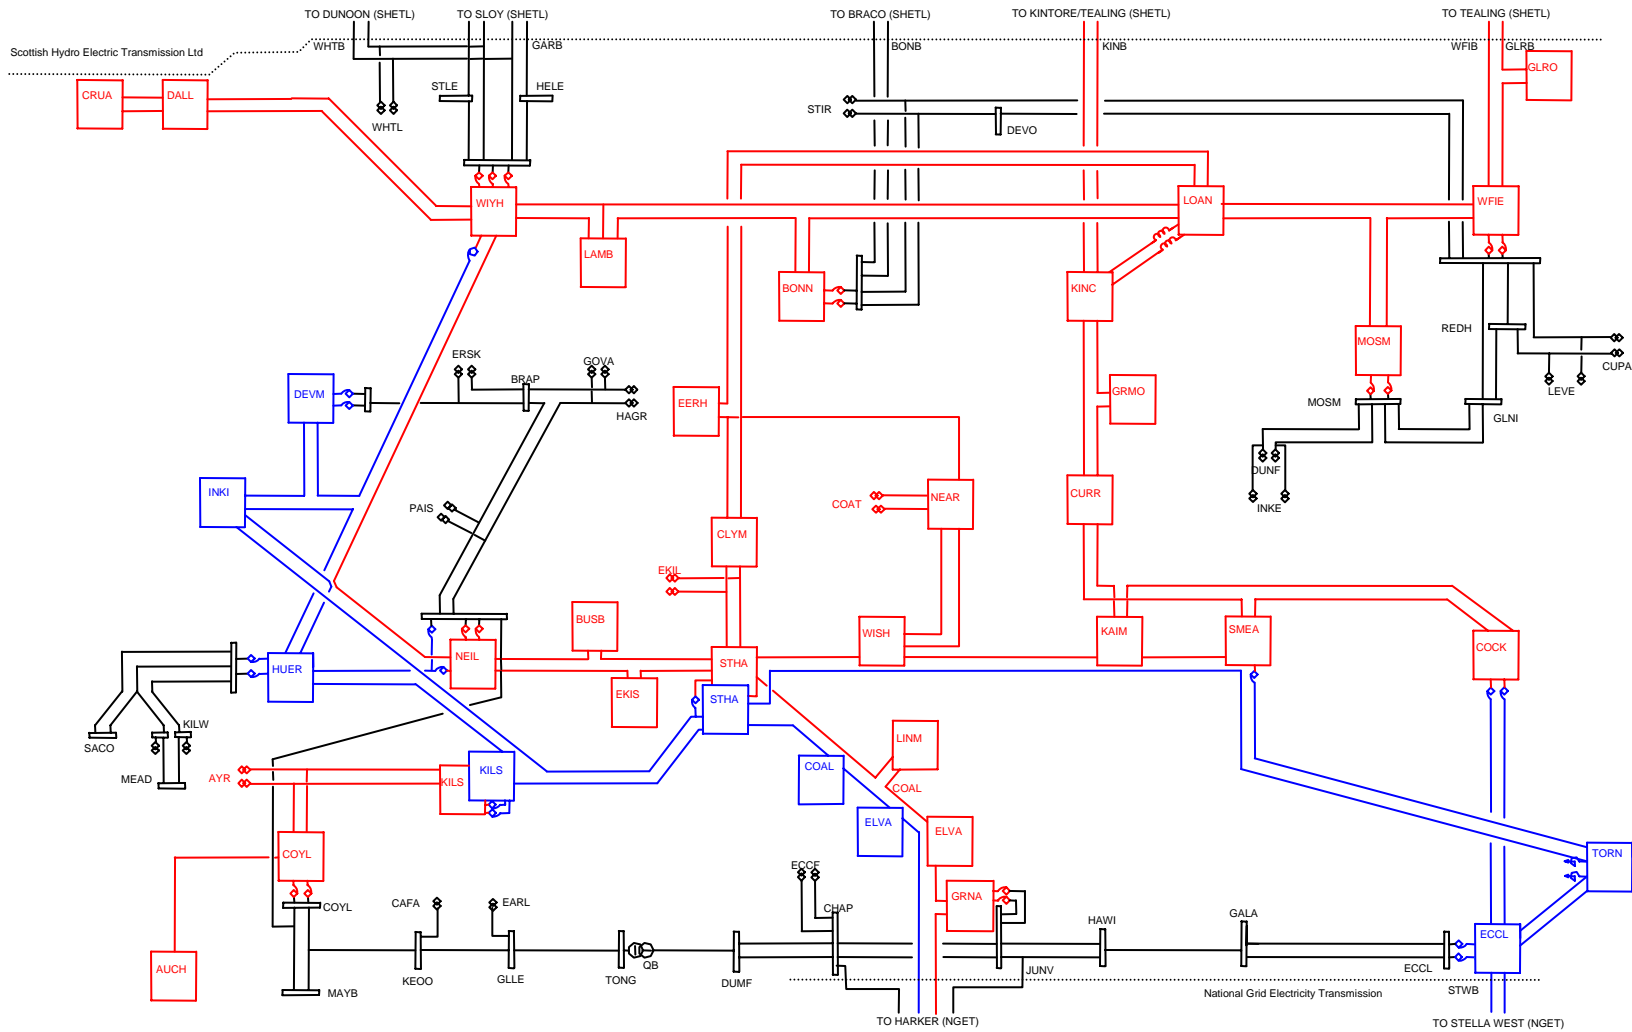 TO DUNOON (SHETL)
TO SLOY (SHETL)
TO BRACO (SHETL)
TO KINTORE/TEALING (SHETL)
TO TEALING (SHETL)
Scottish Hydro Electric Transmission Ltd
WHTB
GARB
BONB
KINB
WFIB
GLRB
GLRO
CRUA
DALL
STLE
HELE
STIR
WHTL
DEVO
WIYH
LOAN
WFIE
LAMB
BONN
KINC
REDH
MOSM
ERSK
GOVA
BRAP
CUPA
DEVM
HAGR
EERH
GRMO
MOSM
LEVE
GLNI
DUNF
INKI
PAIS
COAT
NEAR
CURR
INKE
CLYM
EKIL
BUSB
WISH
KAIM
SMEA
COCK
HUER
NEIL
STHA
EKIS
STHA
KILW
SACO
LINM
MEAD
AYR
KILS
KILS
COAL
COAL
ELVA
ELVA
COYL
TORN
ECCF
GRNA
COYL
CAFA
EARL
CHAP
HAWI
GALA
ECCL
AUCH
KEOO
GLLE
TONG
QB
DUMF
JUNV
ECCL
MAYB
STWB
National Grid Electricity Transmission
TO HARKER (NGET)
TO STELLA WEST (NGET)